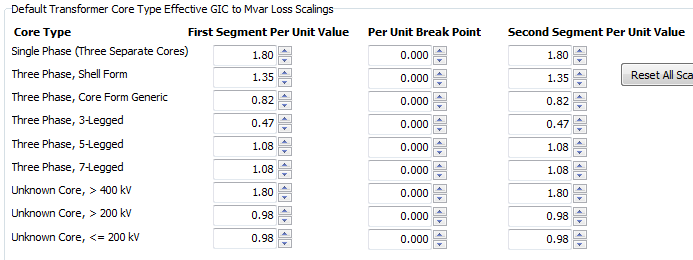 Default Transformer Core Type Effective GIC to Mvar Loss Scalings
Core Type First Segment Per Unit Value Per Unit Break Point Second Segment Per Unit Value
Single Phase (Three Separate Cores) 1.80 0.000 1.80
Three Phase, Shell Form 1.35 0.000 1.35
Reset All Sca
Three Phase, Core Form Generic 0.82 0.000 0.82
Three Phase, 3-Legged 0.47 0.000 0.47
Three Phase, 5-Legged 1.08 0.000 1.08
Three Phase, 7-Legged 1.08 0.000 1.08
Unknown Core, > 400 kV 1.80 0.000 1.80
Unknown Core, > 200 kV 0.98 0.000 0.98
Unknown Core, <= 200 kV 0.98 0.000 0.98